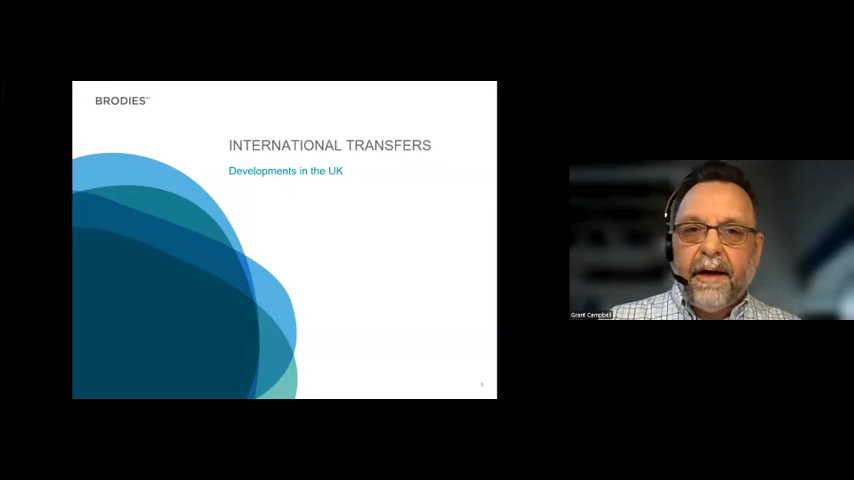 BRODIES
INTERNATIONAL TRANSFERS
Developments in the UK
Grant Campbell